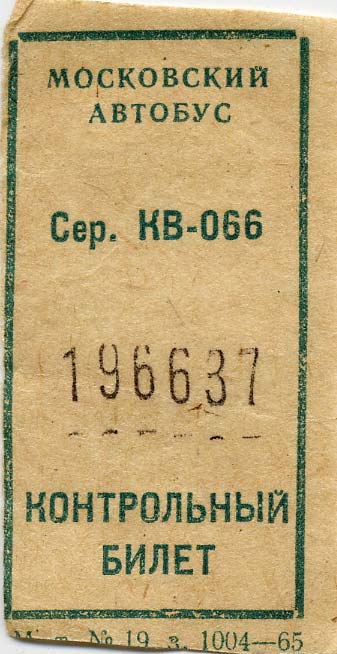 МОСКОВСКИЙ
АВТОБУС
Сер. КВ-066
196637
КОНТРОЛЬНЫЙ
БИЛЕТ
№ 19. з. 1004—65